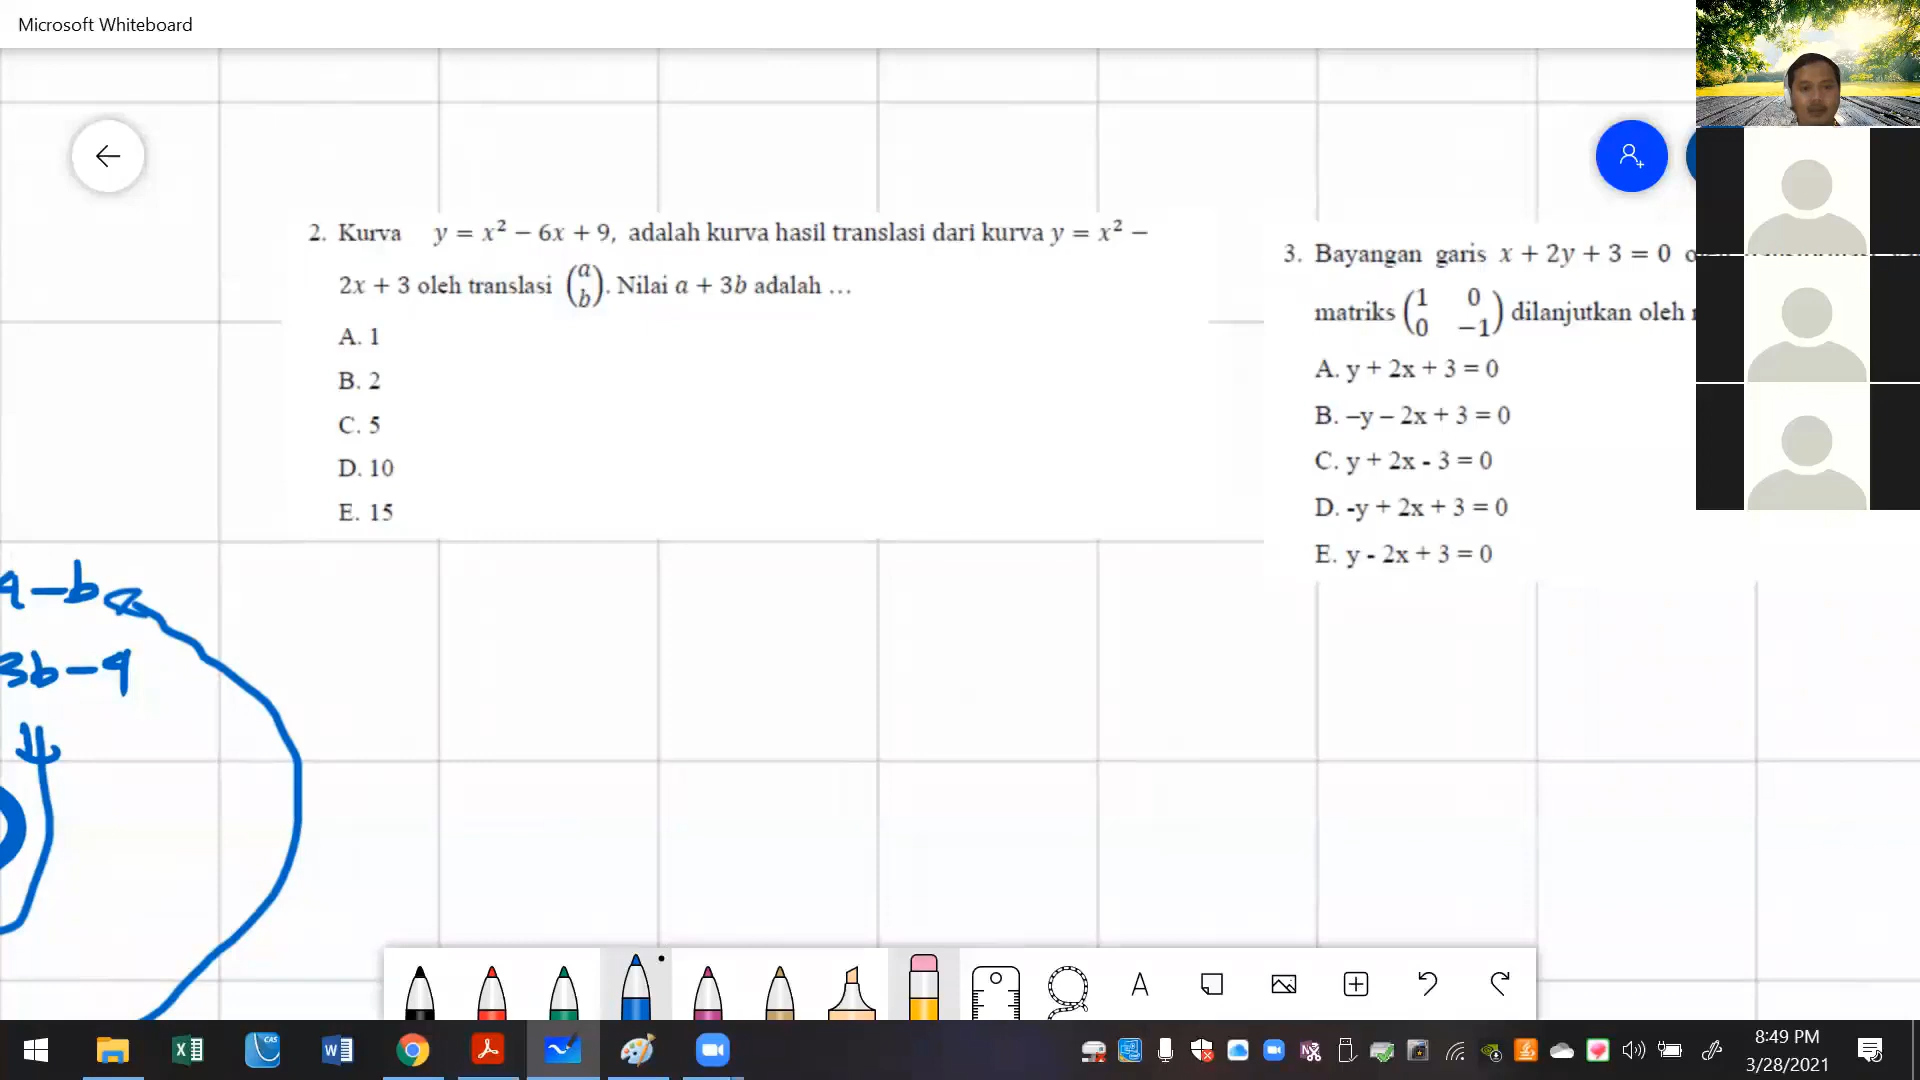 Microsoft Whiteboard
2. Kurva y = x² − 6x + 9, adalah kurva hasil translasi dari kurva y = x² −
2x + 3 oleh translasi (a b). Nilai a + 3b adalah …
A. 1
B. 2
C. 5
D. 10
E. 15
3. Bayangan garis x + 2y + 3 = 0
matriks (1 0 0 −1) dilanjutkan oleh
A. y + 2x + 3 = 0
B. –y – 2x + 3 = 0
C. y + 2x - 3 = 0
D. -y + 2x + 3 = 0
E. y - 2x + 3 = 0
– b
3b – 9
8:49 PM
3/28/2021